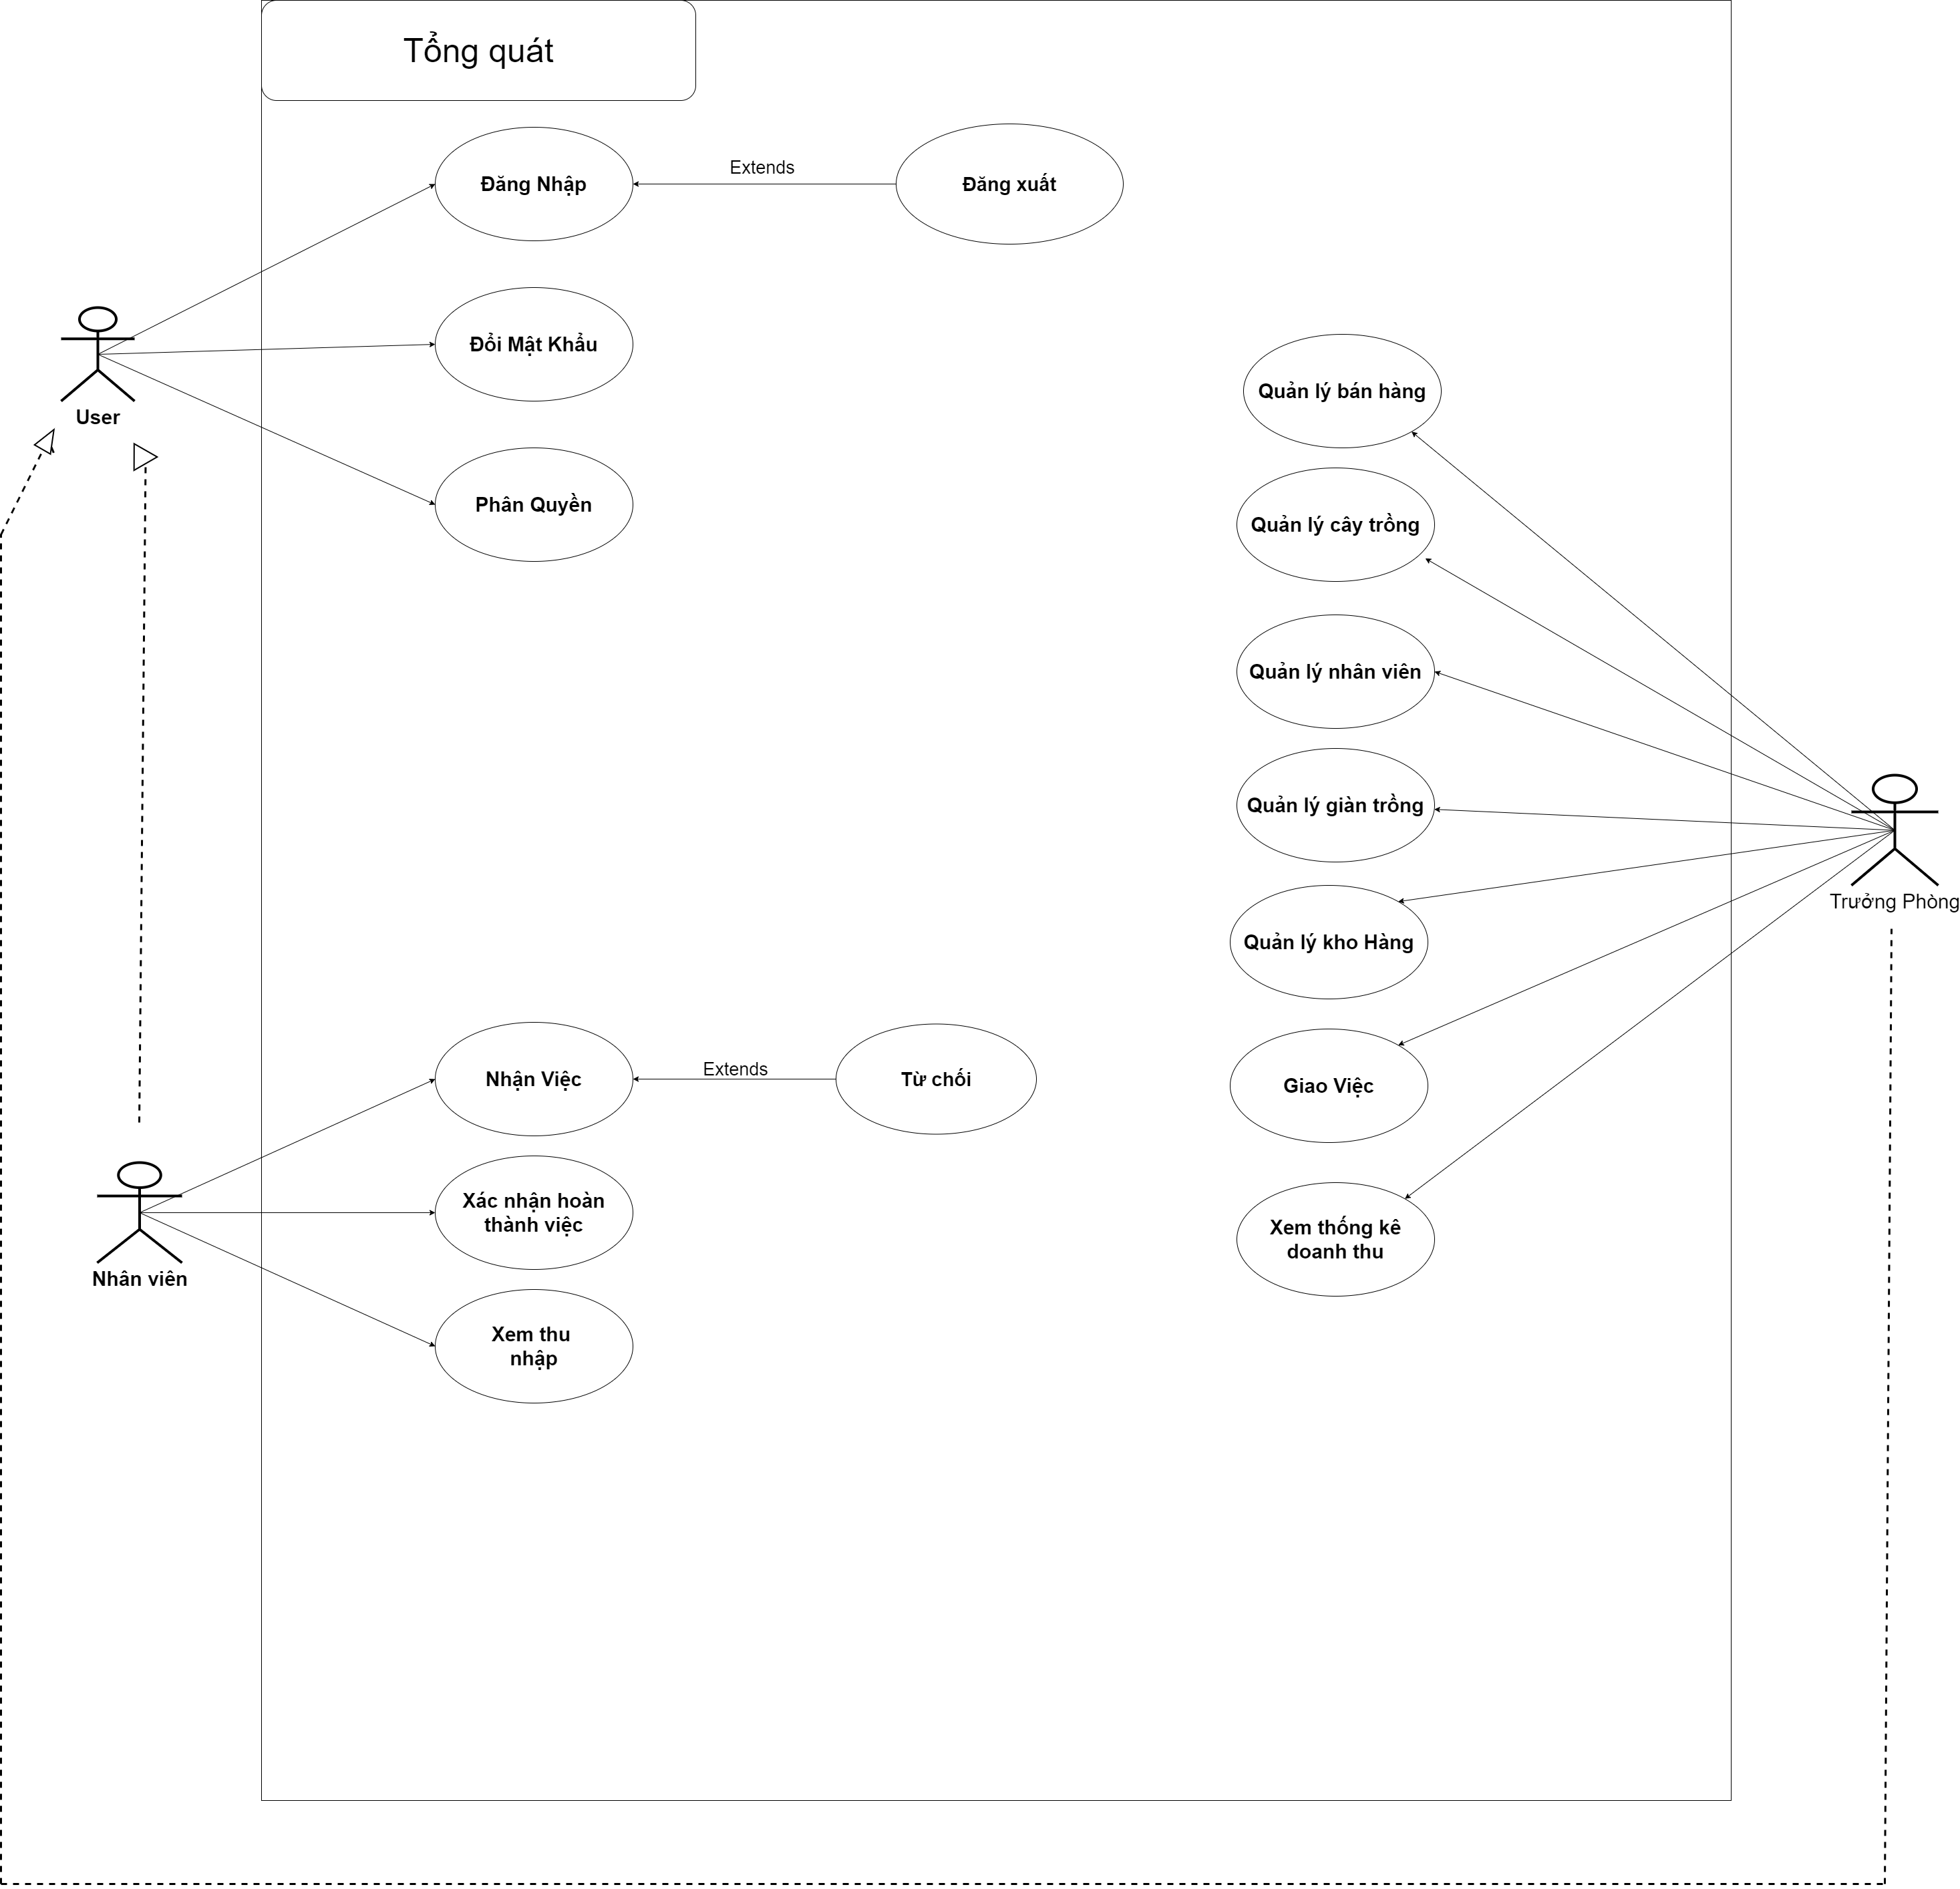 Tổng quát
Đăng Nhập
Extends
Đăng xuất
Đổi Mật Khẩu
User
Phân Quyền
Quản lý bán hàng
Quản lý cây trồng
Quản lý nhân viên
Quản lý giàn trồng
Trưởng Phòng
Quản lý kho Hàng
Nhận Việc
Extends
Từ chối
Giao Việc
Xác nhận hoàn
thành việc
Nhân viên
Xem thống kê
doanh thu
Xem thu
nhập